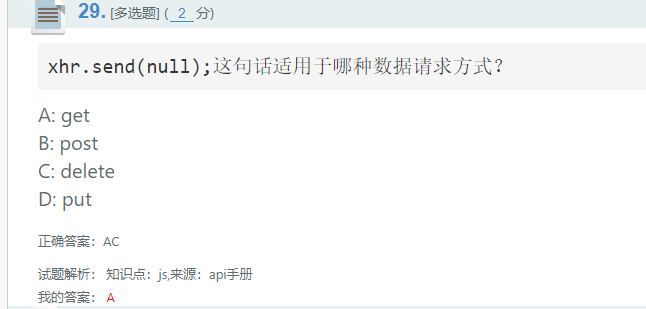 29. [多选题] ( 2 分)
xhr.send(null);这句话适用于哪种数据请求方式?
A: get
B: post
C: delete
D: put
正确答案: AC
试题解析: 知识点: js,来源: api手册
我的答案: A